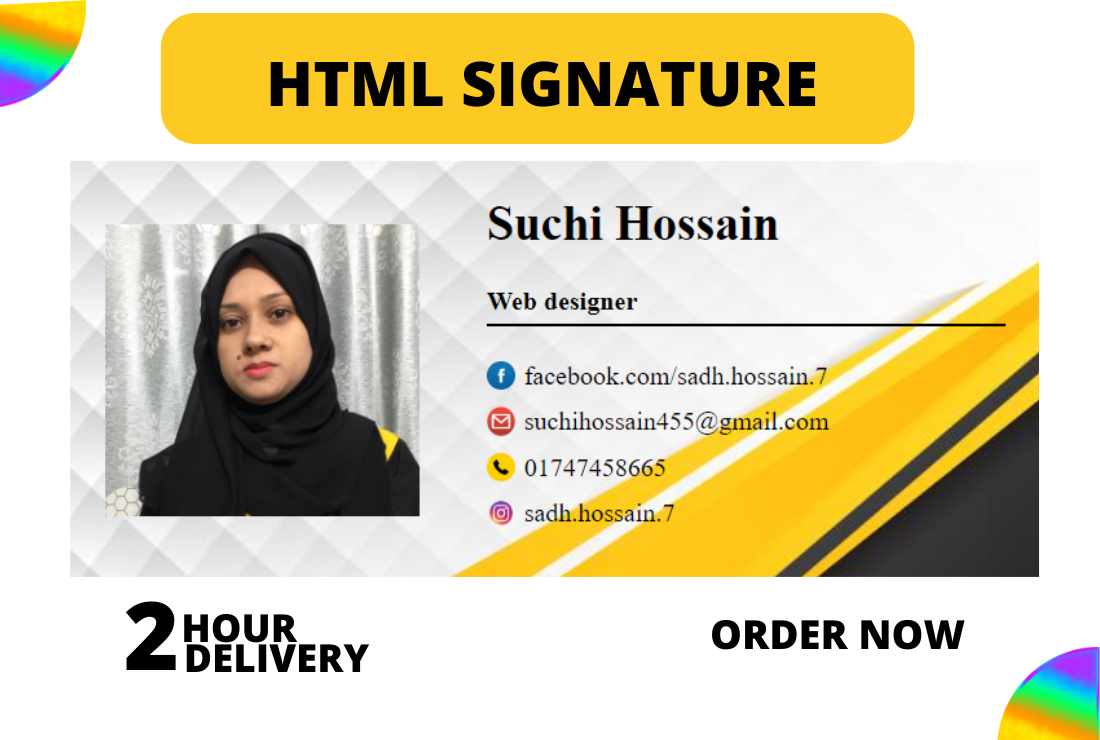 HTML SIGNATURE
Suchi Hossain
Web designer
facebook.com/sadh.hossain.7
suchihossain455@gmail.com
01747458665
sadh.hossain.7
2 HOUR
DELIVERY
ORDER NOW